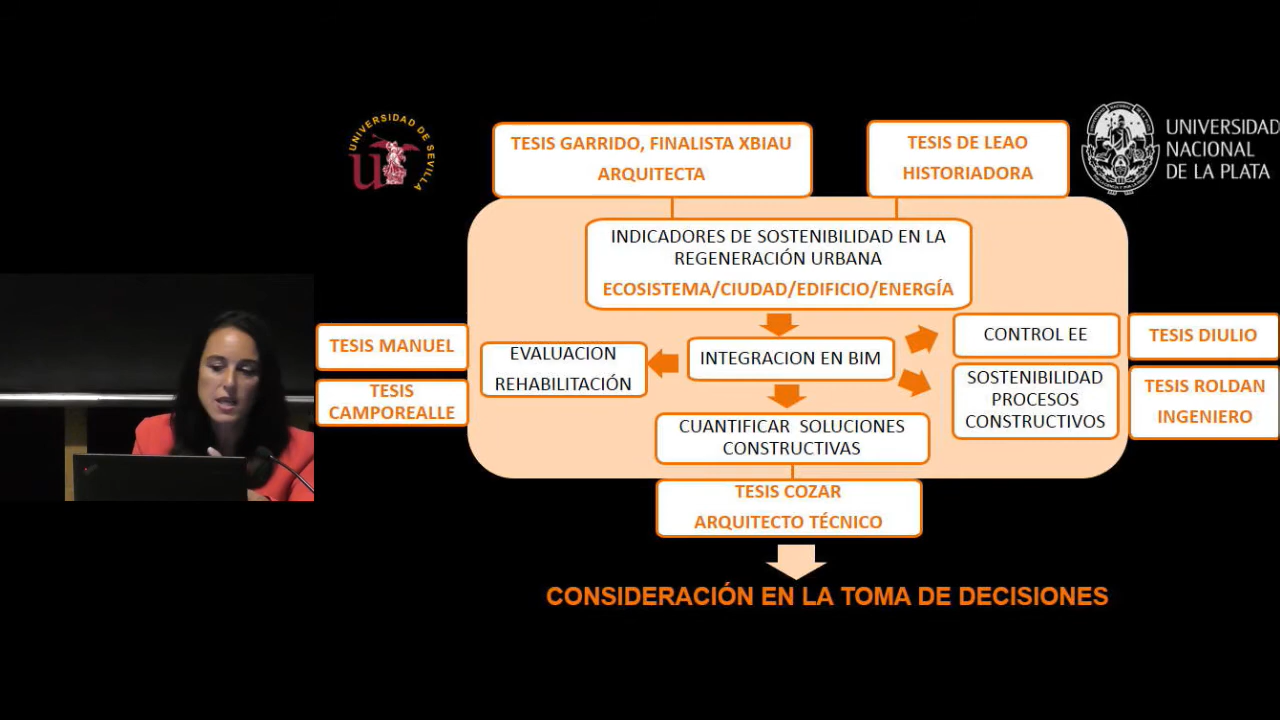 UNIVERSIDAD DE SEVILLA
TESIS GARRIDO, FINALISTA XBIAU
ARQUITECTA
TESIS DE LEAO
HISTORIADORA
UNIVERSIDAD
NACIONAL
DE LA PLATA
INDICADORES DE SOSTENIBILIDAD EN LA
REGENERACIÓN URBANA
ECOSISTEMA/CIUDAD/EDIFICIO/ENERGÍA
TESIS MANUEL
EVALUACION
REHABILITACIÓN
INTEGRACION EN BIM
CONTROL EE
TESIS DIULIO
TESIS
CAMPOREALLE
SOSTENIBILIDAD
PROCESOS
CONSTRUCTIVOS
TESIS ROLDAN
INGENIERO
CUANTIFICAR SOLUCIONES
CONSTRUCTIVAS
TESIS COZAR
ARQUITECTO TÉCNICO
CONSIDERACIÓN EN LA TOMA DE DECISIONES